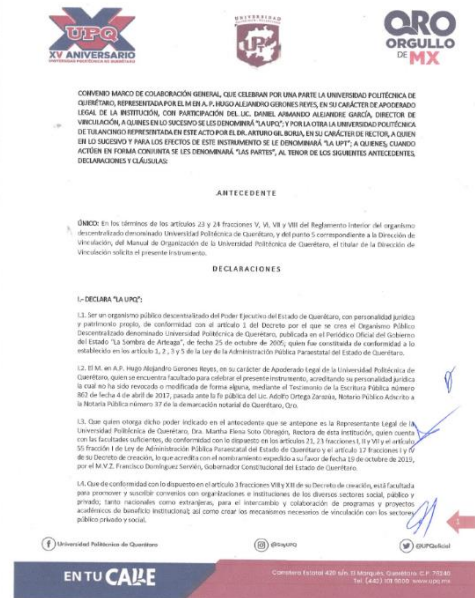 UPQ
XV ANIVERSARIO
UNIVERSIDAD POLITÉCNICA DE QUERÉTARO
UNIVERSIDAD
UPT
QRO
ORGULLO
DE MX
CONVENIO MARCO DE COLABORACIÓN GENERAL, QUE CELEBRAN POR UNA PARTE LA UNIVERSIDAD POLITÉCNICA DE
QUERÉTARO, REPRESENTADA POR EL M EN A. P. HUGO ALEJANDRO GERONES REYES, EN SU CARÁCTER DE APODERADO
LEGAL DE LA INSTITUCIÓN, CON PARTICIPACIÓN DEL LIC. DANIEL ARMANDO ALEJANDRE GARCÍA, DIRECTOR DE
VINCULACIÓN, A QUIENES EN LO SUCESIVO SE LES DENOMINARÁ "LA UPQ"; Y POR LA OTRA LA UNIVERSIDAD POLITÉCNICA
DE TULANCINGO REPRESENTADA EN ESTE ACTO POR EL DR. ARTURO GIL BORJA, EN SU CARÁCTER DE RECTOR, A QUIEN
EN LO SUCESIVO Y PARA LOS EFECTOS DE ESTE INSTRUMENTO SE LE DENOMINARÁ "LA UPT"; A QUIENES, CUANDO
ACTÚEN EN FORMA CONJUNTA SE LES DENOMINARÁ "LAS PARTES", AL TENOR DE LOS SIGUIENTES ANTECEDENTES,
DECLARACIONES Y CLÁUSULAS:
ANTECEDENTE
ÚNICO: En los términos de los artículos 23 y 24 fracciones V, VI, VII y VIII del Reglamento Interior del organismo
descentralizado denominado Universidad Politécnica de Querétaro, y del punto 5 correspondiente a la Dirección de
Vinculación, del Manual de Organización de la Universidad Politécnica de Querétaro, el titular de la Dirección de
Vinculación solicita el presente instrumento.
DECLARACIONES
I.- DECLARA "LA UPQ":
I.1. Ser un organismo público descentralizado del Poder Ejecutivo del Estado de Querétaro, con personalidad jurídica
y patrimonio propio, de conformidad con el artículo 1 del Decreto por el que se crea el Organismo Público
Descentralizado denominado Universidad Politécnica de Querétaro, publicada en el Periódico Oficial del Gobierno
del Estado "La Sombra de Arteaga", de fecha 25 de octubre de 2005; quien fue constituida de conformidad a lo
establecido en los artículo 1, 2, 3 y 5 de la Ley de la Administración Pública Paraestatal del Estado de Querétaro.
I.2. El M. en A.P. Hugo Alejandro Gerones Reyes, en su carácter de Apoderado Legal de la Universidad Politécnica de
Querétaro, quien se encuentra facultado para celebrar el presente instrumento, acreditando su personalidad jurídica
la cual no ha sido revocada o modificada de forma alguna, mediante el Testimonio de la Escritura Pública número
862 de fecha 4 de abril de 2017, pasada ante la fe pública del Lic. Adolfo Ortega Zarazúa, Notario Público Adscrito a
la Notaría Pública número 37 de la demarcación notarial de Querétaro, Qro.
I.3. Que quien otorga dicho poder indicado en el antecedente que se antepone es la Representante Legal de la
Universidad Politécnica de Querétaro, Dra. Martha Elena Soto Obregón, Rectora de ésta Institución, quien cuenta
con las facultades suficientes, de conformidad con lo dispuesto en los artículos 21, 23 fracciones I, II y VII y el artículo
55 fracción I de Ley de Administración Pública Paraestatal del Estado de Querétaro y el artículo 17 fracciones I y IV
de su Decreto de creación, lo que acredita con el nombramiento expedido a su favor de fecha 19 de octubre de 2019,
por el M.V.Z. Francisco Domínguez Servién, Gobernador Constitucional del Estado de Querétaro.
I.4. Que de conformidad con lo dispuesto en el artículo 3 fracciones VIII y XIII de su Decreto de creación, está facultada
para promover y suscribir convenios con organizaciones e instituciones de los diversos sectores social, público y
privado; tanto nacionales como extranjeras, para el intercambio y colaboración de programas y proyectos
académicos de beneficio institucional; así como crear los mecanismos necesarios de vinculación con los sectores
público privado y social.
1
Universidad Politécnica de Querétaro
@SoyUPQ
@UPQoficial
EN TU CALLE
Carretera Estatal 420 s/n, El Marqués, Querétaro. C.P. 76240
Tel. (442) 101 9000 www.upq.mx